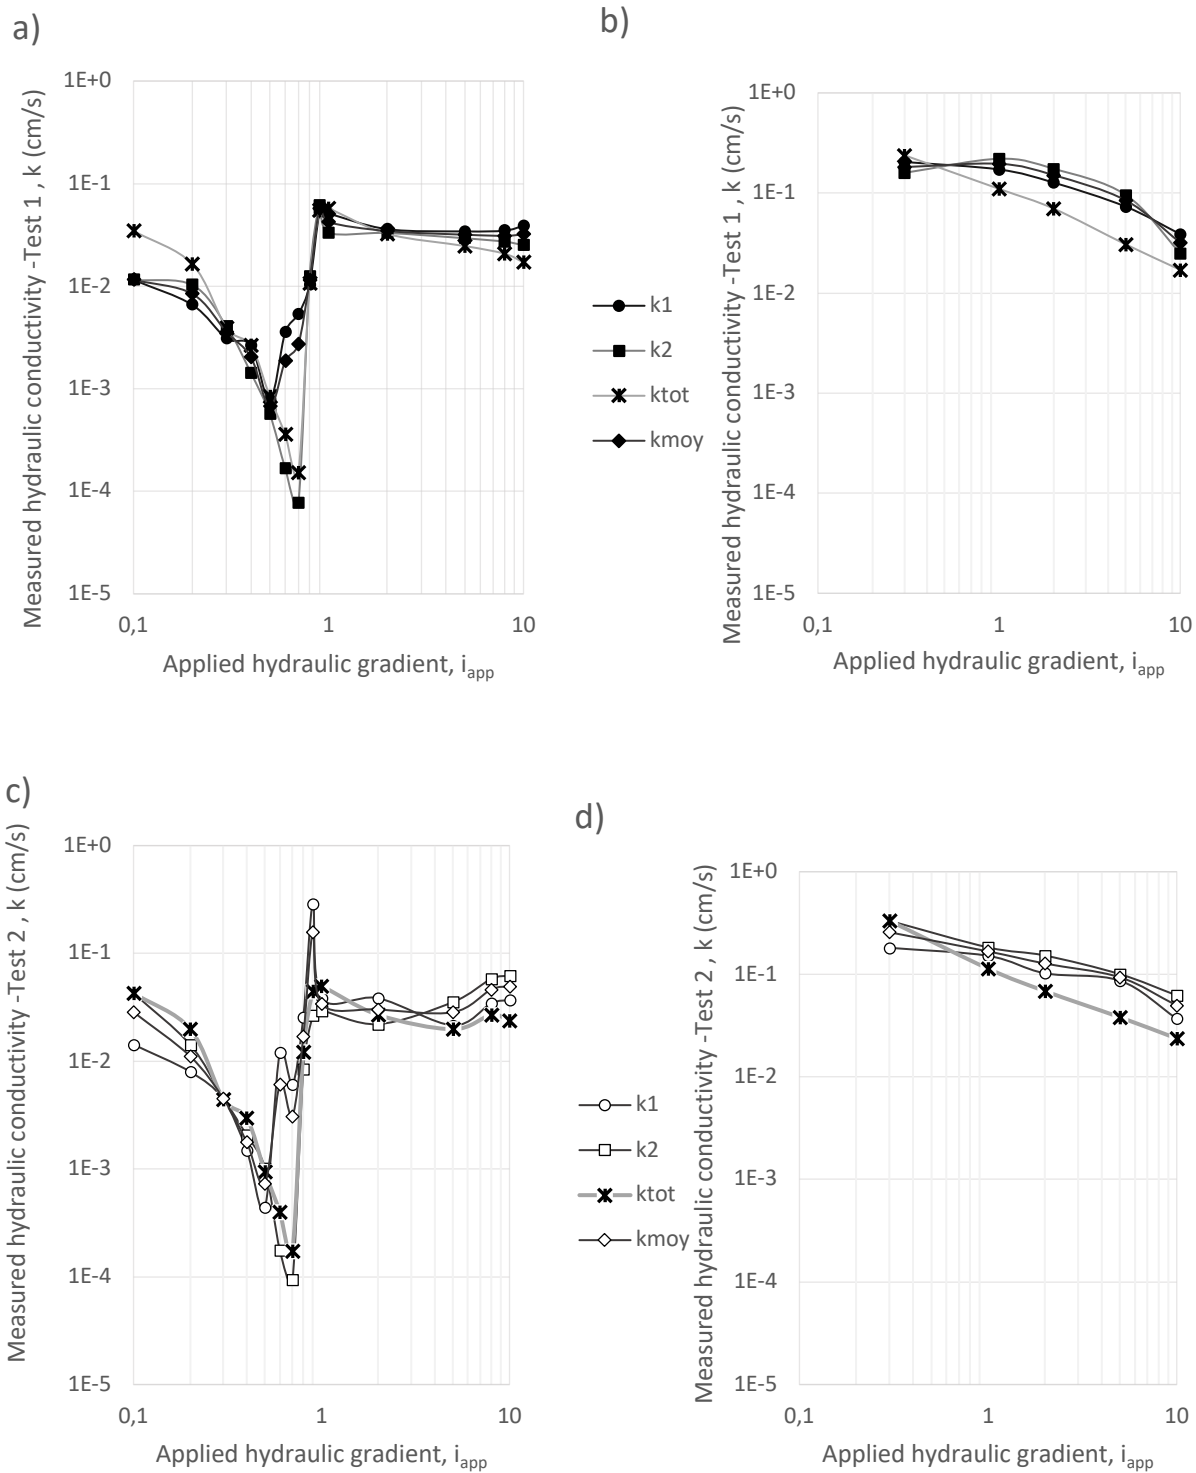 a)
Measured hydraulic conductivity -Test 1 , k (cm/s)
1E+0
1E-1
1E-2
1E-3
1E-4
1E-5
0,1
1
10
Applied hydraulic gradient, iapp
k1
k2
ktot
kmoy
b)
Measured hydraulic conductivity -Test 1 , k (cm/s)
1E+0
1E-1
1E-2
1E-3
1E-4
1E-5
0,1
1
10
Applied hydraulic gradient, iapp
c)
Measured hydraulic conductivity -Test 2 , k (cm/s)
1E+0
1E-1
1E-2
1E-3
1E-4
1E-5
0,1
1
10
Applied hydraulic gradient, iapp
k1
k2
ktot
kmoy
d)
Measured hydraulic conductivity -Test 2 , k (cm/s)
1E+0
1E-1
1E-2
1E-3
1E-4
1E-5
0,1
1
10
Applied hydraulic gradient, iapp